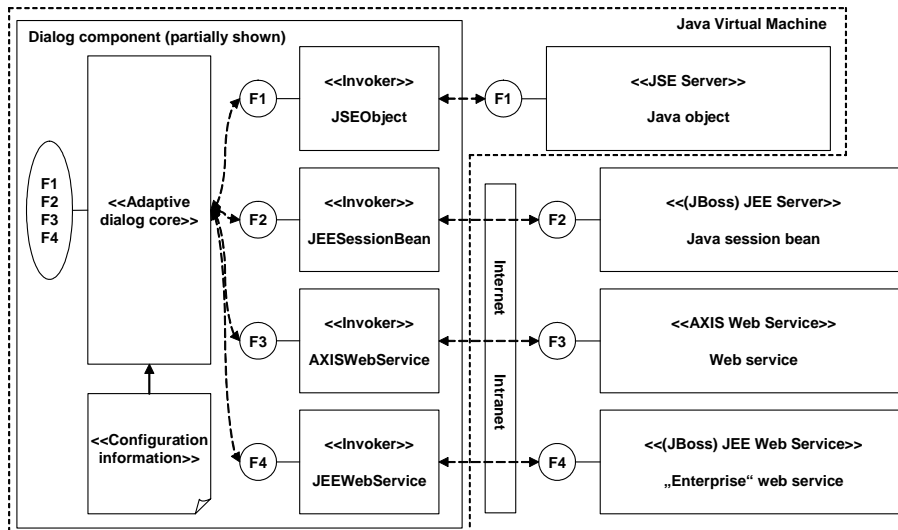 Java Virtual Machine
Dialog component (partially shown)
F1
F2
F3
F4
<<Adaptive
dialog core>>
<<Configuration
information>>
F1
<<Invoker>>
JSEObject
F1
<<JSE Server>>
Java object
F2
<<Invoker>>
JEESessionBean
F2
<<(JBoss) JEE Server>>
Java session bean
F3
<<Invoker>>
AXISWebService
F3
<<AXIS Web Service>>
Web service
F4
<<Invoker>>
JEEWebService
F4
<<(JBoss) JEE Web Service>>
„Enterprise“ web service
Internet
Intranet